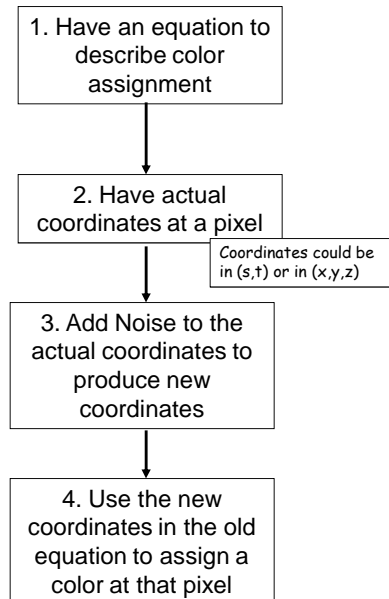 1. Have an equation to
describe color
assignment
2. Have actual
coordinates at a pixel
Coordinates could be
in (s,t) or in (x,y,z)
3. Add Noise to the
actual coordinates to
produce new
coordinates
4. Use the new
coordinates in the old
equation to assign a
color at that pixel